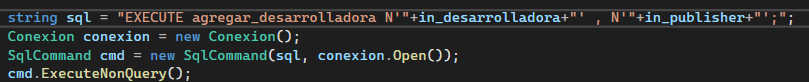 string sql = "EXECUTE agregar_desarrolladora N'"+in_desarrolladora+"' , N'"+in_publisher+"';";
Conexion conexion = new Conexion();
SqlCommand cmd = new SqlCommand(sql, conexion.Open());
cmd.ExecuteNonQuery();